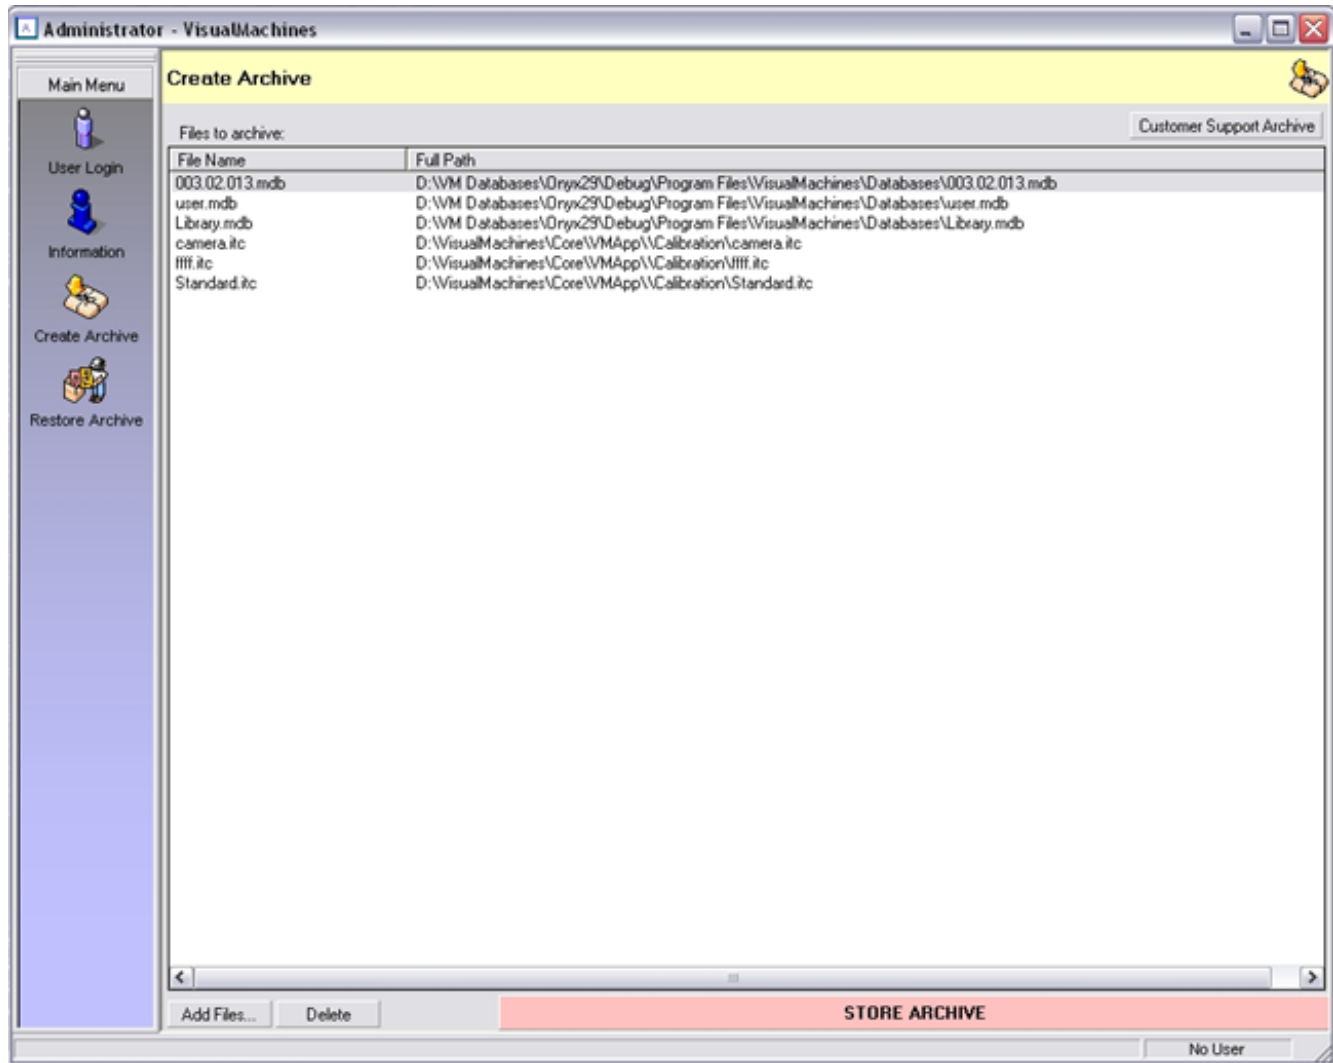 Administrator - VisualMachines
Main Menu
Create Archive
User Login
Information
Create Archive
Restore Archive
Files to archive:
Customer Support Archive
File Name Full Path
003.02.013.mdb D:\VM Databases\Onyx29\Debug\Program Files\VisualMachines\Databases\003.02.013.mdb
user.mdb D:\VM Databases\Onyx29\Debug\Program Files\VisualMachines\Databases\user.mdb
Library.mdb D:\VM Databases\Onyx29\Debug\Program Files\VisualMachines\Databases\Library.mdb
camera.itc D:\VisualMachines\Core\VMApp\\Calibration\camera.itc
ffff.itc D:\VisualMachines\Core\VMApp\\Calibration\ffff.itc
Standard.itc D:\VisualMachines\Core\VMApp\\Calibration\Standard.itc
Add Files... Delete STORE ARCHIVE
No User